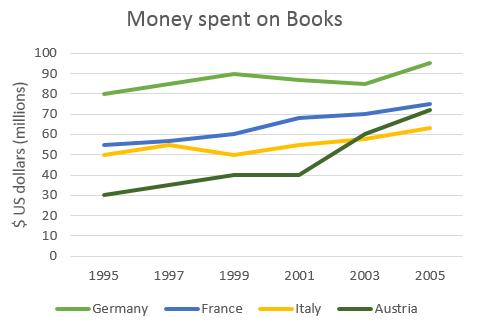 Money spent on Books
$ US dollars (millions)
100
90
80
70
60
50
40
30
20
10
0
1995 1997 1999 2001 2003 2005
Germany France Italy Austria